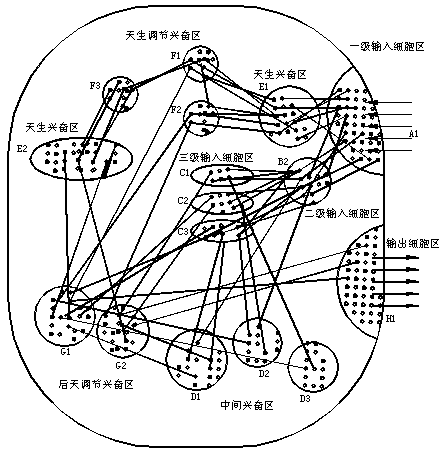 天生调节兴奋区
一级输入细胞区
F1
天生兴奋区
F3
E1
F2
A1
天生兴奋区
E2
三级输入细胞区
B2
C1
C2
二级输入细胞区
C3
输出细胞区
H1
G1
G2
后天调节兴奋区
D1
D2
D3
中间兴奋区